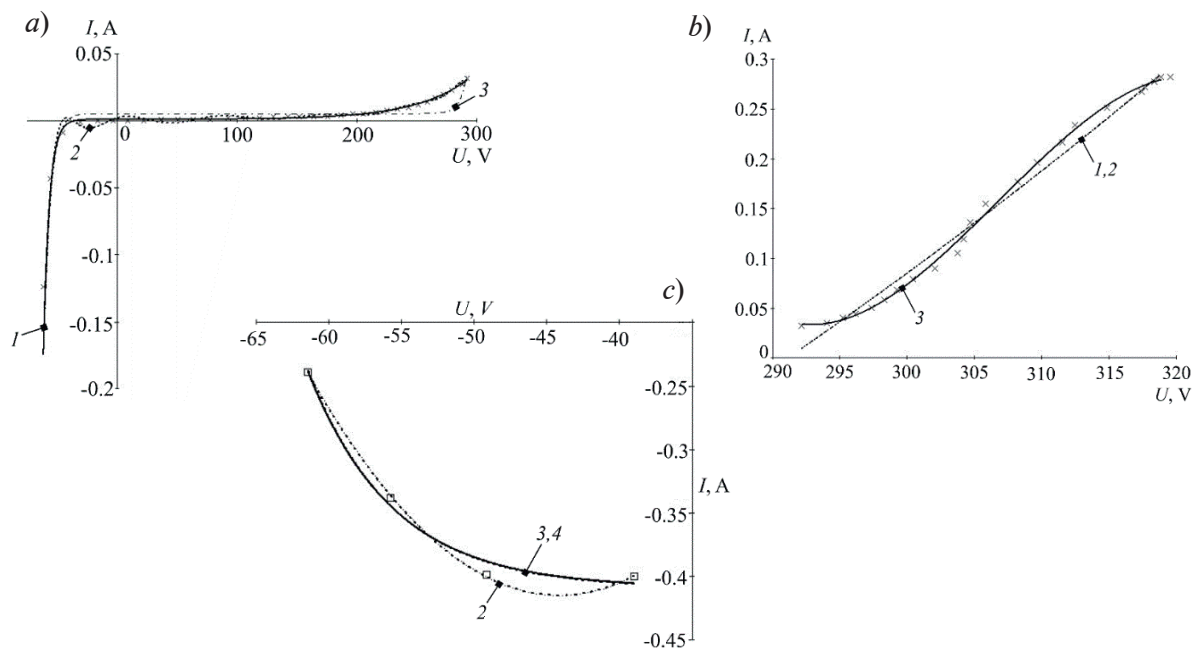 a)
I, A
0.05
3
0 100 200 300
U, V
2
-0.05
-0.1
1
-0.15
-0.2
b)
I, A
0.3
0.25
0.2
1,2
0.15
0.1
3
0.05
0
290 295 300 305 310 315 320
U, V
c)
U, V
-65 -60 -55 -50 -45 -40
-0.25
-0.3
I, A
-0.35
3,4
-0.4
2
-0.45